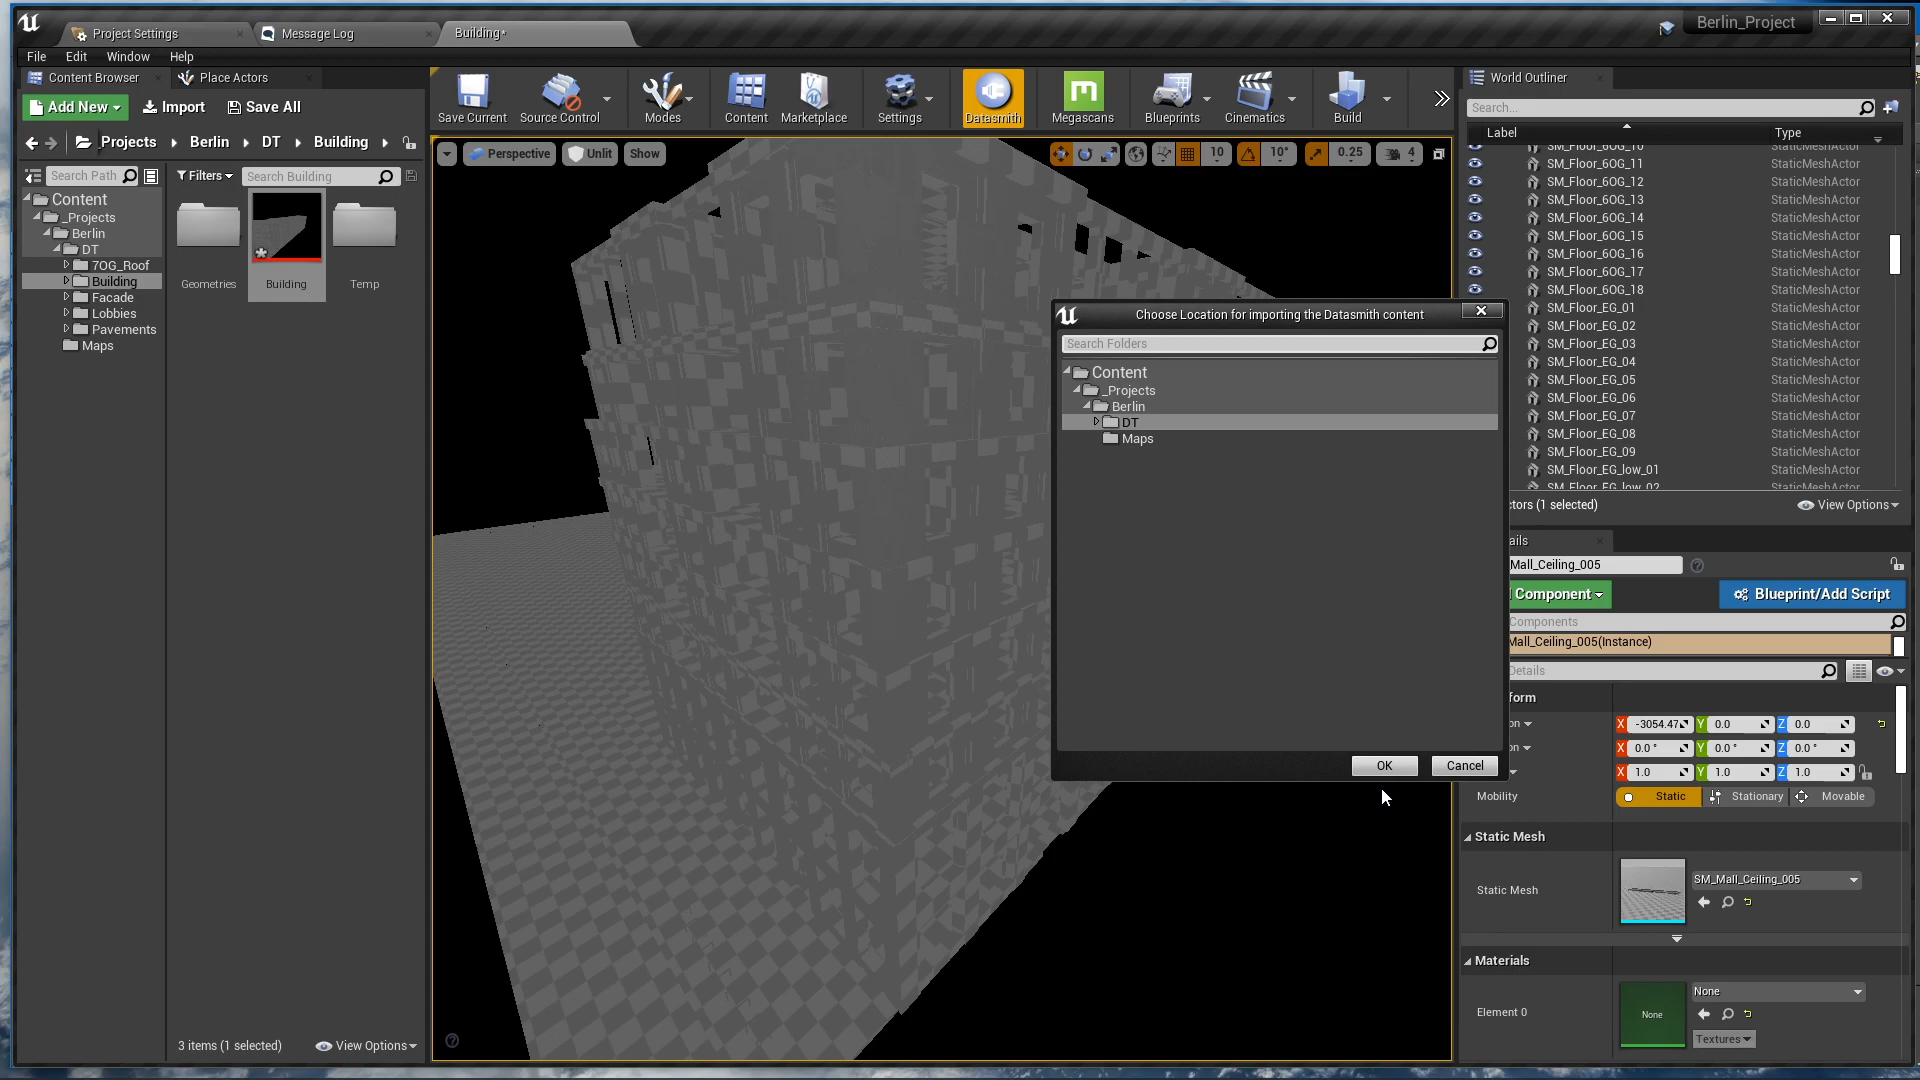 Project Settings
Message Log
Building*
Berlin_Project
File Edit Window Help
Content Browser
Place Actors
Add New
Import
Save All
_Projects
Berlin
DT
Building
Search Path
Filters
Search Building
Content
_Projects
Berlin
DT
7OG_Roof
Building
Facade
Lobbies
Pavements
Maps
Geometries
Building
Temp
3 items (1 selected)
View Options
Save Current
Source Control
Modes
Content
Marketplace
Settings
Datasmith
Megascans
Blueprints
Cinematics
Build
Perspective
Unlit
Show
10
10°
0.25
4
Choose Location for importing the Datasmith content
Search Folders
Content
_Projects
Berlin
DT
Maps
OK
Cancel
World Outliner
Search...
Label
Type
SM_Floor_6OG_10 StaticMeshActor
SM_Floor_6OG_11 StaticMeshActor
SM_Floor_6OG_12 StaticMeshActor
SM_Floor_6OG_13 StaticMeshActor
SM_Floor_6OG_14 StaticMeshActor
SM_Floor_6OG_15 StaticMeshActor
SM_Floor_6OG_16 StaticMeshActor
SM_Floor_6OG_17 StaticMeshActor
SM_Floor_6OG_18 StaticMeshActor
SM_Floor_EG_01 StaticMeshActor
SM_Floor_EG_02 StaticMeshActor
SM_Floor_EG_03 StaticMeshActor
SM_Floor_EG_04 StaticMeshActor
SM_Floor_EG_05 StaticMeshActor
SM_Floor_EG_06 StaticMeshActor
SM_Floor_EG_07 StaticMeshActor
SM_Floor_EG_08 StaticMeshActor
SM_Floor_EG_09 StaticMeshActor
SM_Floor_EG_low_01 StaticMeshActor
SM_Floor_EG_low_02 StaticMeshActor
tors (1 selected)
View Options
ails
Mall_Ceiling_005
Component
Blueprint/Add Script
Components
Mall_Ceiling_005(Instance)
Details
form
on
X -3054.47 Y 0.0 Z 0.0
on
X 0.0 ° Y 0.0 ° Z 0.0 °
X 1.0 Y 1.0 Z 1.0
Mobility
Static
Stationary
Movable
Static Mesh
Static Mesh
SM_Mall_Ceiling_005
Materials
Element 0
None
None
Textures